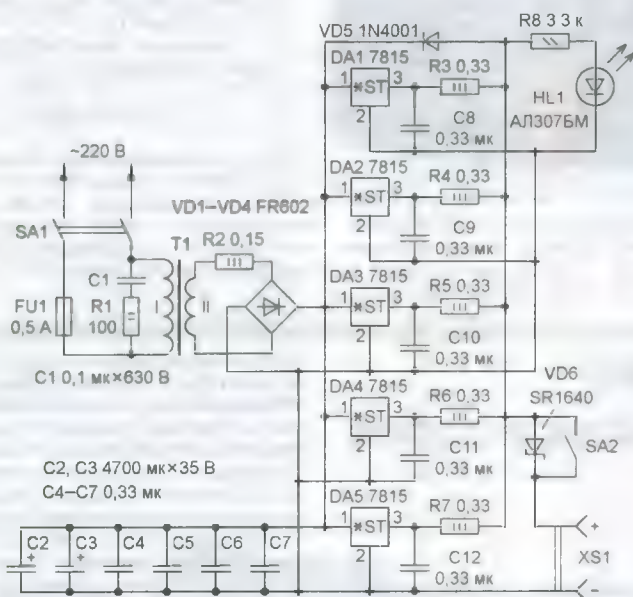 VD5 1N4001
R8 3 3 к
DA1 7815
1
3
R3 0,33
*ST
2
C8
0,33 мк
HL1
АЛ307БМ
~220 В
DA2 7815
1
3
R4 0,33
*ST
2
C9
0,33 мк
VD1–VD4 FR602
SA1
T1
R2 0,15
C1
R1
100
I
II
FU1
0,5 А
DA3 7815
1
3
R5 0,33
*ST
2
C10
0,33 мк
C1 0,1 мк×630 В
DA4 7815
1
3
R6 0,33
*ST
2
C11
0,33 мк
VD6
SR1640
SA2
C2, C3 4700 мк×35 В
C4–C7 0,33 мк
DA5 7815
1
3
R7 0,33
*ST
2
C12
0,33 мк
C2
+
C3
+
C4
C5
C6
C7
+
XS1
–